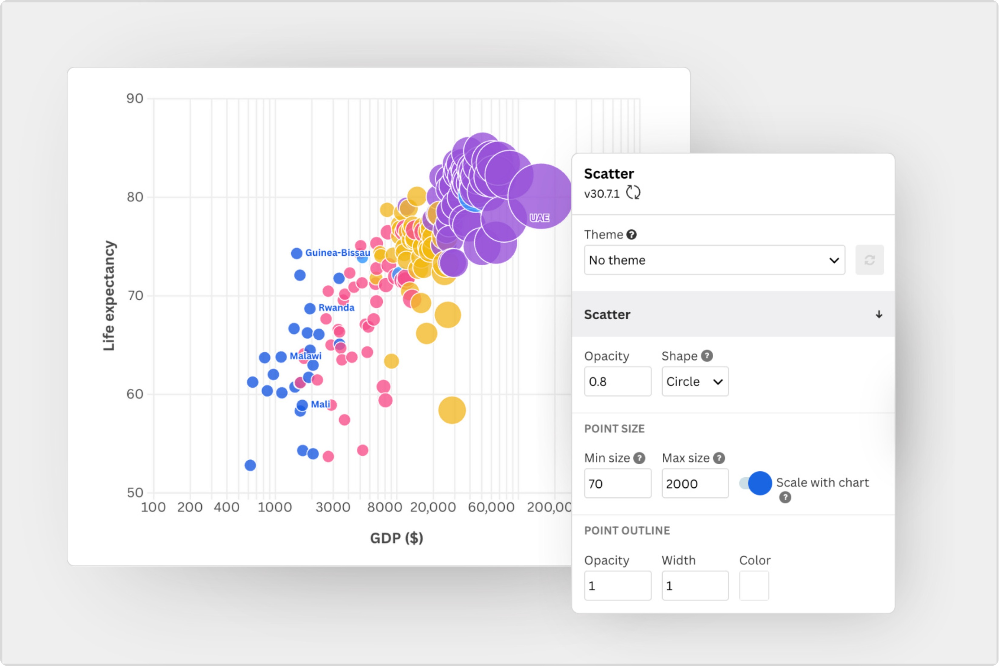 90
80
70
60
50
Life expectancy
Guinea-Bissau
Rwanda
Malawi
Mali
UAE
100 200 400 1000 3000 8000 20,000 60,000 200,00
GDP ($)
Scatter
v30.7.1
Theme ?
No theme
Scatter
Opacity Shape ?
0.8 Circle
POINT SIZE
Min size ? Max size ?
70 2000 Scale with chart
?
POINT OUTLINE
Opacity Width Color
1 1